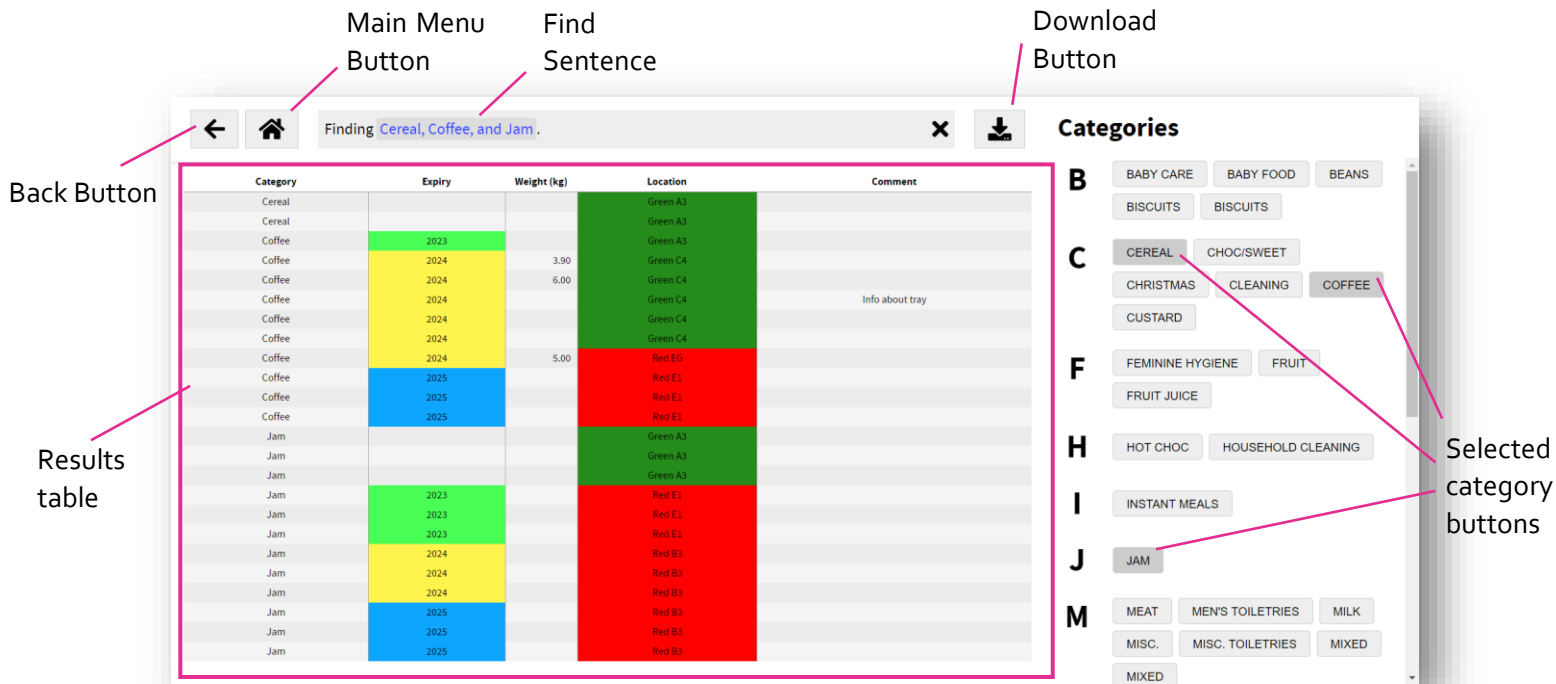 Main Menu
Button
Find
Sentence
Download
Button
Back Button
Results
table
Selected
category
buttons
Finding Cereal, Coffee, and Jam.
Category Expiry Weight (kg) Location Comment
Cereal Green A3
Cereal Green A3
Coffee 2023 Green A3
Coffee 2024 3.90 Green C4
Coffee 2024 6.00 Green C4
Coffee 2024 Green C4 Info about tray
Coffee 2024 Green C4
Coffee 2024 Green C4
Coffee 2024 5.00 Red EG
Coffee 2025 Red E1
Coffee 2025 Red E1
Coffee 2025 Red E1
Jam Green A3
Jam Green A3
Jam Green A3
Jam 2023 Red E1
Jam 2023 Red E1
Jam 2023 Red E1
Jam 2024 Red B3
Jam 2024 Red B3
Jam 2024 Red B3
Jam 2025 Red B3
Jam 2025 Red B3
Jam 2025 Red B3
Categories
B BABY CARE BABY FOOD BEANS
BISCUITS BISCUITS
C CEREAL CHOC/SWEET
CHRISTMAS CLEANING COFFEE
CUSTARD
F FEMININE HYGIENE FRUIT
FRUIT JUICE
H HOT CHOC HOUSEHOLD CLEANING
I INSTANT MEALS
J JAM
M MEAT MEN'S TOILETRIES MILK
MISC. MISC. TOILETRIES MIXED
MIXED